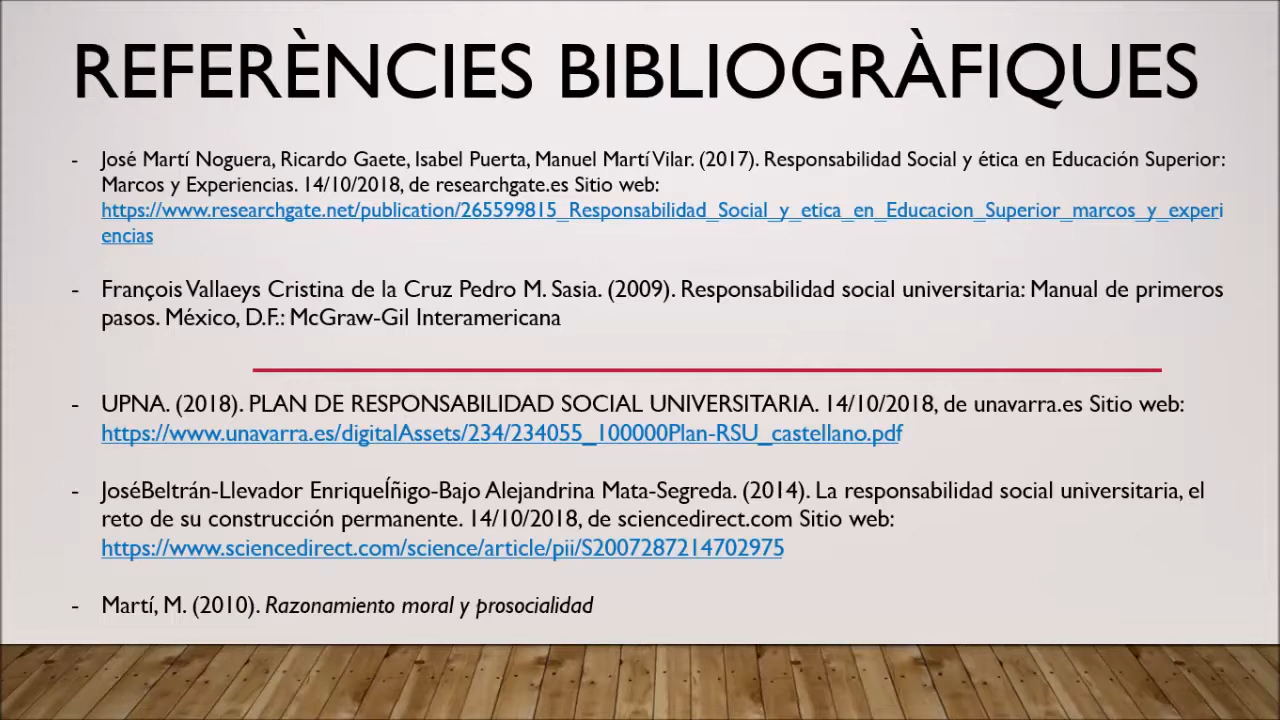 REFERÈNCIES BIBLIOGRÀFIQUES
- José Martí Noguera, Ricardo Gaete, Isabel Puerta, Manuel Martí Vilar. (2017). Responsabilidad Social y ética en Educación Superior:
Marcos y Experiencias. 14/10/2018, de researchgate.es Sitio web:
https://www.researchgate.net/publication/265599815_Responsabilidad_Social_y_etica_en_Educacion_Superior_marcos_y_experi
encias
- François Vallaeys Cristina de la Cruz Pedro M. Sasia. (2009). Responsabilidad social universitaria: Manual de primeros
pasos. México, D.F.: McGraw-Gil Interamericana
- UPNA. (2018). PLAN DE RESPONSABILIDAD SOCIAL UNIVERSITARIA. 14/10/2018, de unavarra.es Sitio web:
https://www.unavarra.es/digitalAssets/234/234055_100000Plan-RSU_castellano.pdf
- JoséBeltrán-Llevador EnriqueÍñigo-Bajo Alejandrina Mata-Segreda. (2014). La responsabilidad social universitaria, el
reto de su construcción permanente. 14/10/2018, de sciencedirect.com Sitio web:
https://www.sciencedirect.com/science/article/pii/S2007287214702975
- Martí, M. (2010). Razonamiento moral y prosocialidad